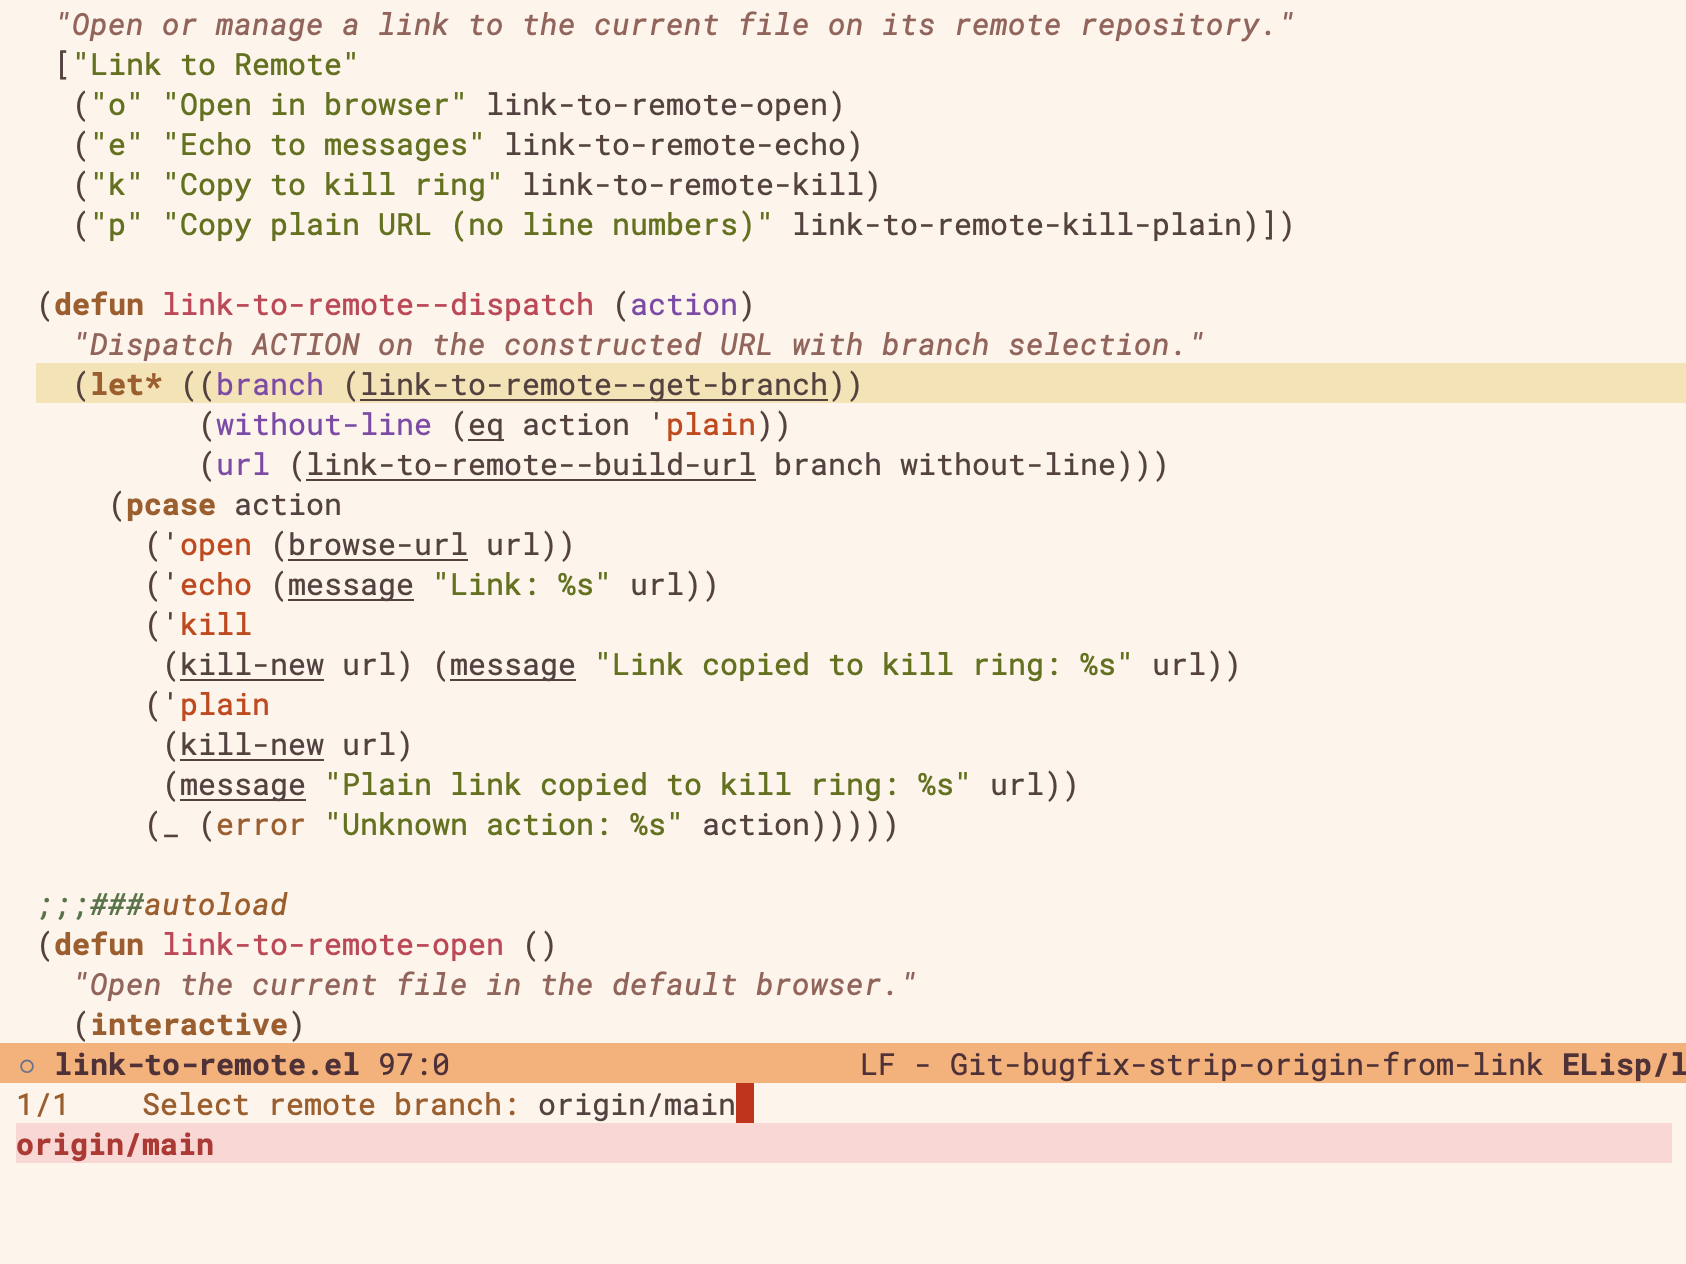 "Open or manage a link to the current file on its remote repository."
["Link to Remote"
("o" "Open in browser" link-to-remote-open)
("e" "Echo to messages" link-to-remote-echo)
("k" "Copy to kill ring" link-to-remote-kill)
("p" "Copy plain URL (no line numbers)" link-to-remote-kill-plain)])
(defun link-to-remote--dispatch (action)
"Dispatch ACTION on the constructed URL with branch selection."
(let* ((branch (link-to-remote--get-branch))
(without-line (eq action 'plain))
(url (link-to-remote--build-url branch without-line)))
(pcase action
('open (browse-url url))
('echo (message "Link: %s" url))
('kill
(kill-new url) (message "Link copied to kill ring: %s" url))
('plain
(kill-new url)
(message "Plain link copied to kill ring: %s" url))
(_ (error "Unknown action: %s" action)))))
;;;###autoload
(defun link-to-remote-open ()
"Open the current file in the default browser."
(interactive)
○ link-to-remote.el 97:0 LF - Git-bugfix-strip-origin-from-link ELisp/l
1/1 Select remote branch: origin/main
origin/main